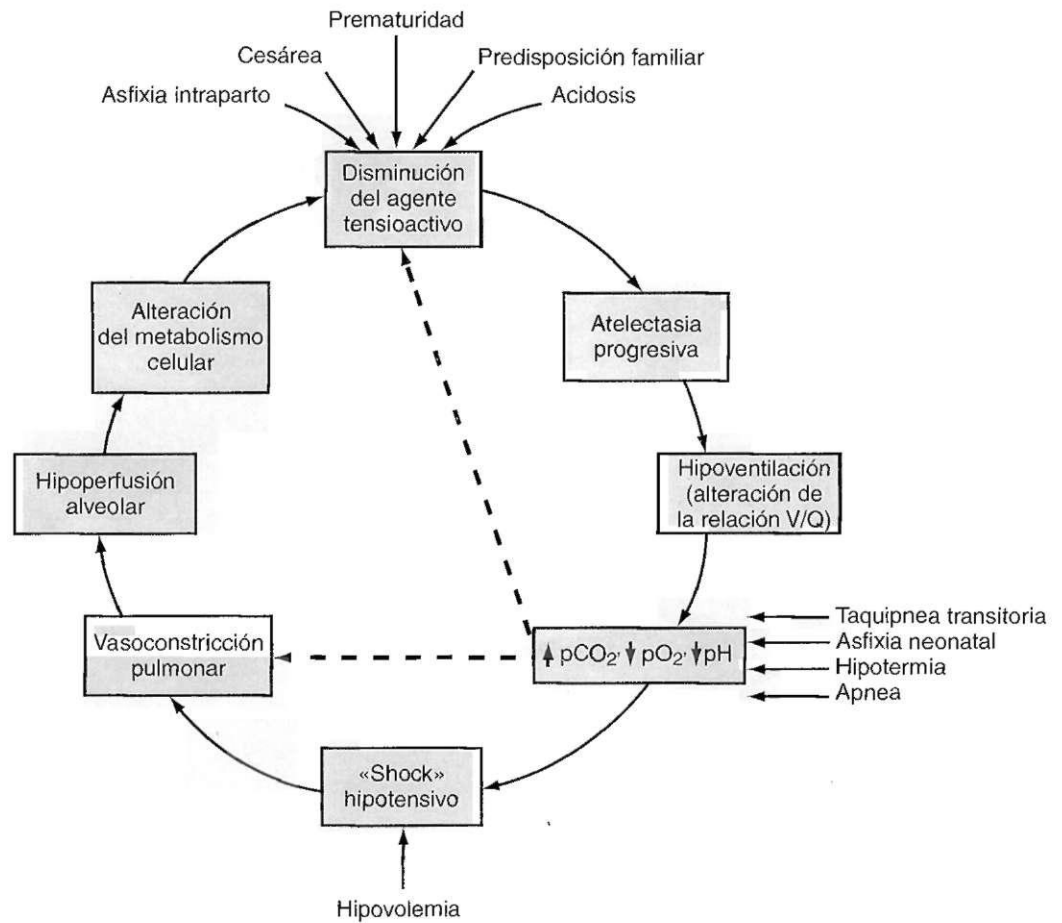 Prematuridad
Cesárea
Predisposición familiar
Asfixia intraparto
Acidosis
Disminución
del agente
tensioactivo
Atelectasia
progresiva
Hipoventilación
(alteración de
la relación V/Q)
Taquipnea transitoria
Asfixia neonatal
Hipotermia
Apnea
↑ pCO₂, ↓ pO₂, ↓ pH
«Shock»
hipotensivo
Hipovolemia
Vasoconstricción
pulmonar
Hipoperfusión
alveolar
Alteración
del metabolismo
celular